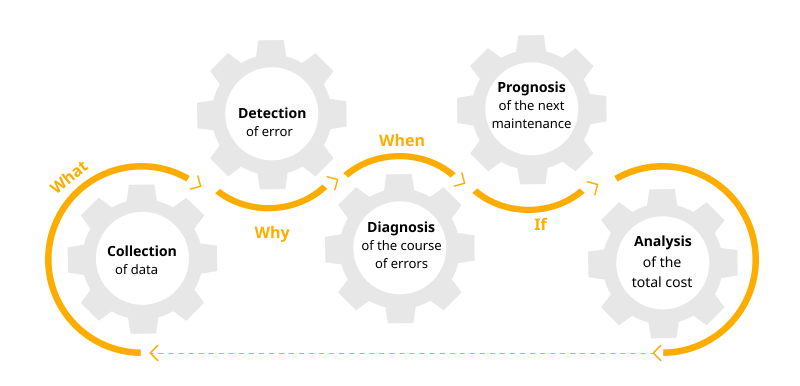 What
Collection
of data
Detection
of error
Why
When
Diagnosis
of the course
of errors
Prognosis
of the next
maintenance
If
Analysis
of the
total cost